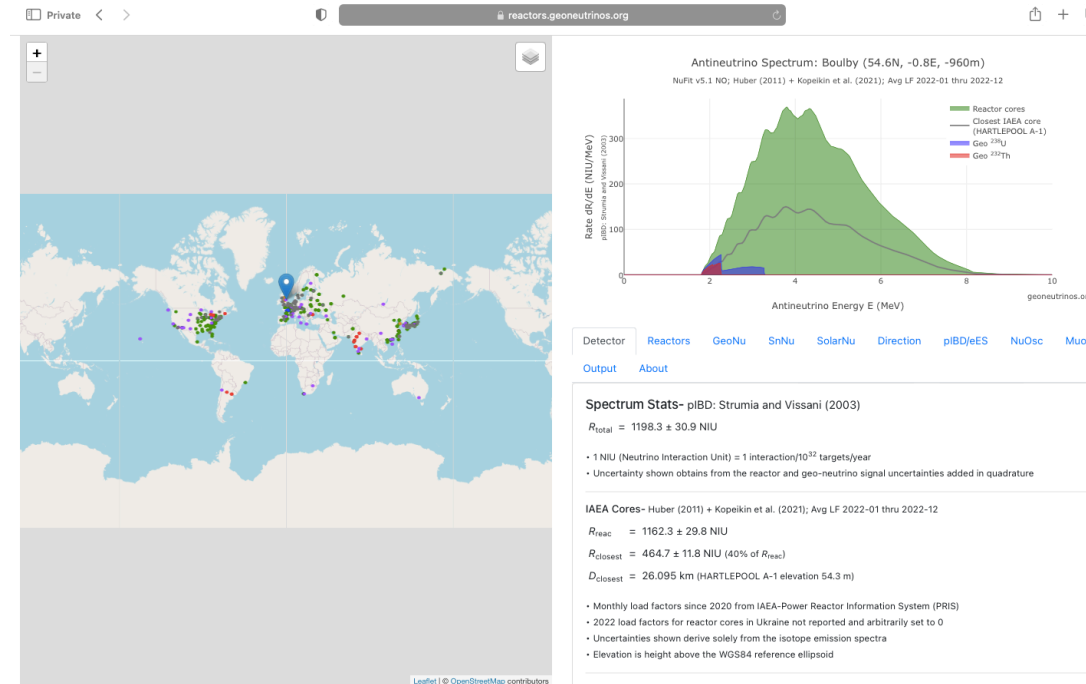 Private
reactors.geoneutrinos.org
+
−
Leaflet | © OpenStreetMap contributors
Antineutrino Spectrum: Boulby (54.6N, -0.8E, -960m)
NuFit v5.1 NO; Huber (2011) + Kopeikin et al. (2021); Avg LF 2022-01 thru 2022-12
Rate dR/dE (NIU/MeV)
pIBD: Strumia and Vissani (2003)
300
200
100
0
0 2 4 6 8 10
Reactor cores
Closest IAEA core
(HARTLEPOOL A-1)
Geo 238U
Geo 232Th
Antineutrino Energy E (MeV)
geoneutrinos.or
Detector Reactors GeoNu SnNu SolarNu Direction pIBD/eES NuOsc Muo
Output About
Spectrum Stats- pIBD: Strumia and Vissani (2003)
Rtotal = 1198.3 ± 30.9 NIU
• 1 NIU (Neutrino Interaction Unit) = 1 interaction/10^32 targets/year
• Uncertainty shown obtains from the reactor and geo-neutrino signal uncertainties added in quadrature
IAEA Cores- Huber (2011) + Kopeikin et al. (2021); Avg LF 2022-01 thru 2022-12
Rreac = 1162.3 ± 29.8 NIU
Rclosest = 464.7 ± 11.8 NIU (40% of Rreac)
Dclosest = 26.095 km (HARTLEPOOL A-1 elevation 54.3 m)
• Monthly load factors since 2020 from IAEA-Power Reactor Information System (PRIS)
• 2022 load factors for reactor cores in Ukraine not reported and arbitrarily set to 0
• Uncertainties shown derive solely from the isotope emission spectra
• Elevation is height above the WGS84 reference ellipsoid